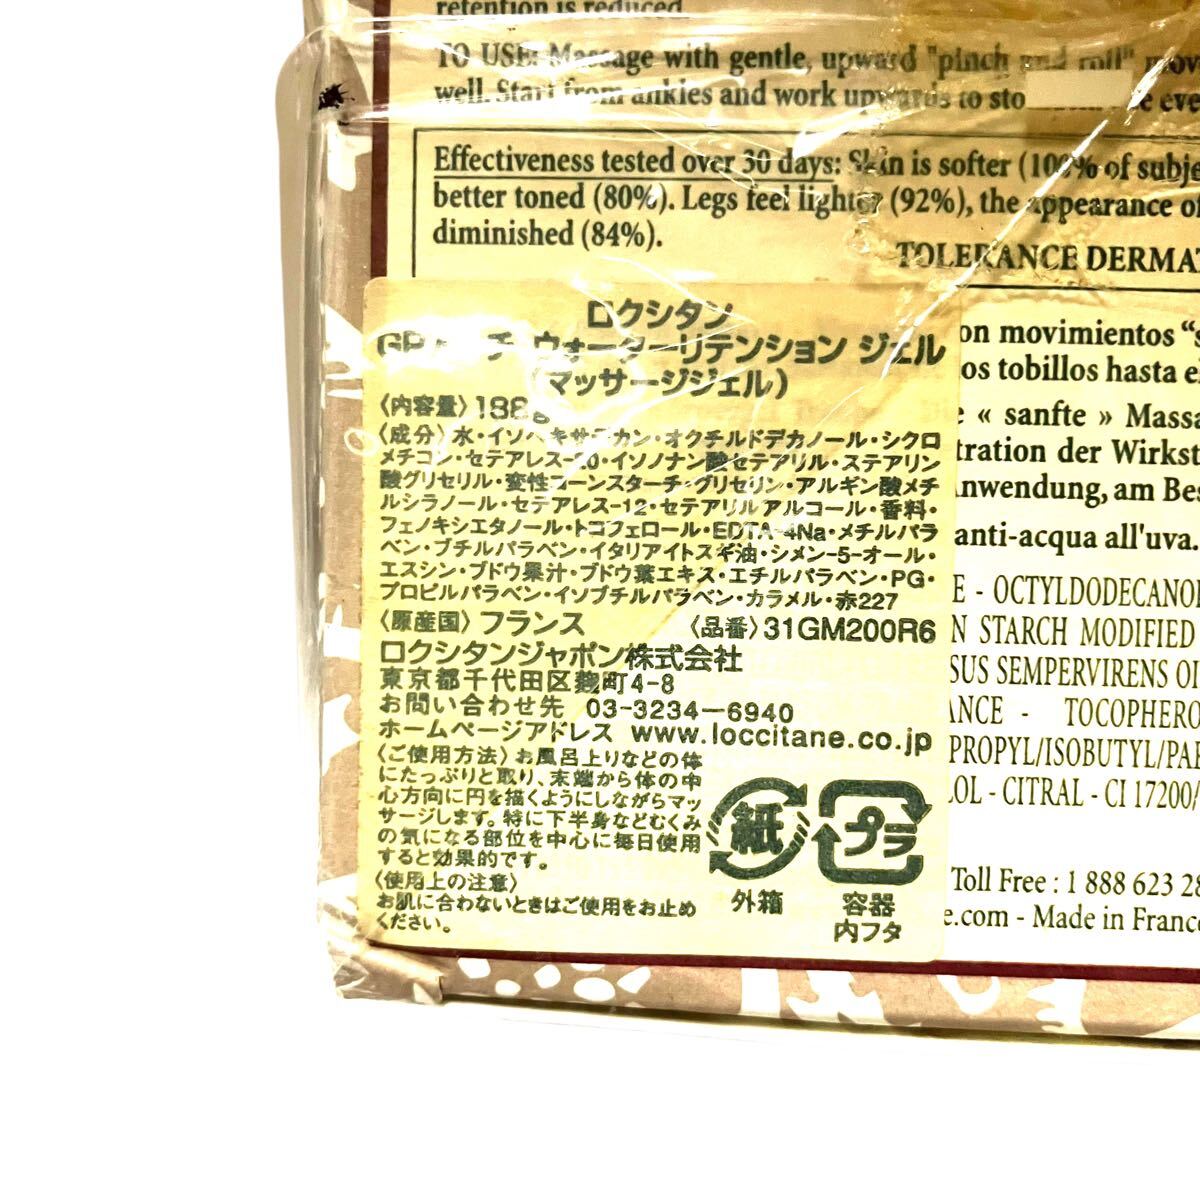 retention is reduced.
TO USE: Massage with gentle, upward "pinch and roll"
well. Start from ankles and work upwards to
Effectiveness tested over 30 days: Skin is softer (100% of
better toned (80%). Legs feel lighter (92%), the appearance of
diminished (84%).
TOLERANCE
ロクシタン
ウォーターリテンション ジェル
(マッサージジェル)
〈内容量〉188g
〈成分〉水・イソヘキサデカン・オクチルドデカノール・シクロ
メチコン・セテアレス-20・イソノナン酸セテアリル・ステアリン
酸グリセリル・変性コーンスターチ・グリセリン・アルギン酸メチ
ルシラノール・セテアレス-12・セテアリルアルコール・香料・
フェノキシエタノール・トコフェロール・EDTA-4Na・メチルパラ
ベン・ブチルパラベン・イタリアイトスギ油・シメン-5-オール・
エスシン・ブドウ果汁・ブドウ葉エキス・エチルパラベン・PG・
プロピルパラベン・イソブチルパラベン・カラメル・赤227
〈原産国〉フランス 〈品番〉31GM200R6
ロクシタンジャポン株式会社
東京都千代田区麹町4-8
お問い合わせ先 03-3234-6940
ホームページアドレス www.loccitane.co.jp
〈ご使用方法〉お風呂上りなどの体
にたっぷりと取り、末端から体の中
心方向に円を描くようにしながらマッ
サージします。特に下半身などむくみ
の気になる部位を中心に毎日使用
すると効果的です。
〈使用上の注意〉
お肌に合わないときはご使用をお止め
ください。
紙
外箱
プラ
容器
内フタ
on movimientos
os tobillos hasta
« sanfte »
tration der
Anwendung, am
anti-acqua all'uva.
- OCTYLDODECANOL
STARCH MODIFIED
SEMPERVIRENS
- TOCOPHEROL
PROPYL/ISOBUTYL/
- CITRAL - CI 17200/
Toll Free : 1 888 623
.com - Made in France